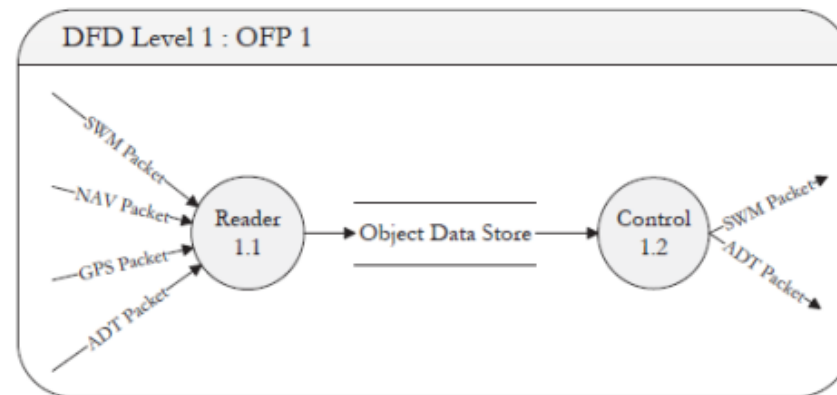 DFD Level 1 : OFP 1
SWM Packet
NAV Packet
GPS Packet
ADT Packet
Reader
1.1
Object Data Store
Control
1.2
SWM Packet
ADT Packet